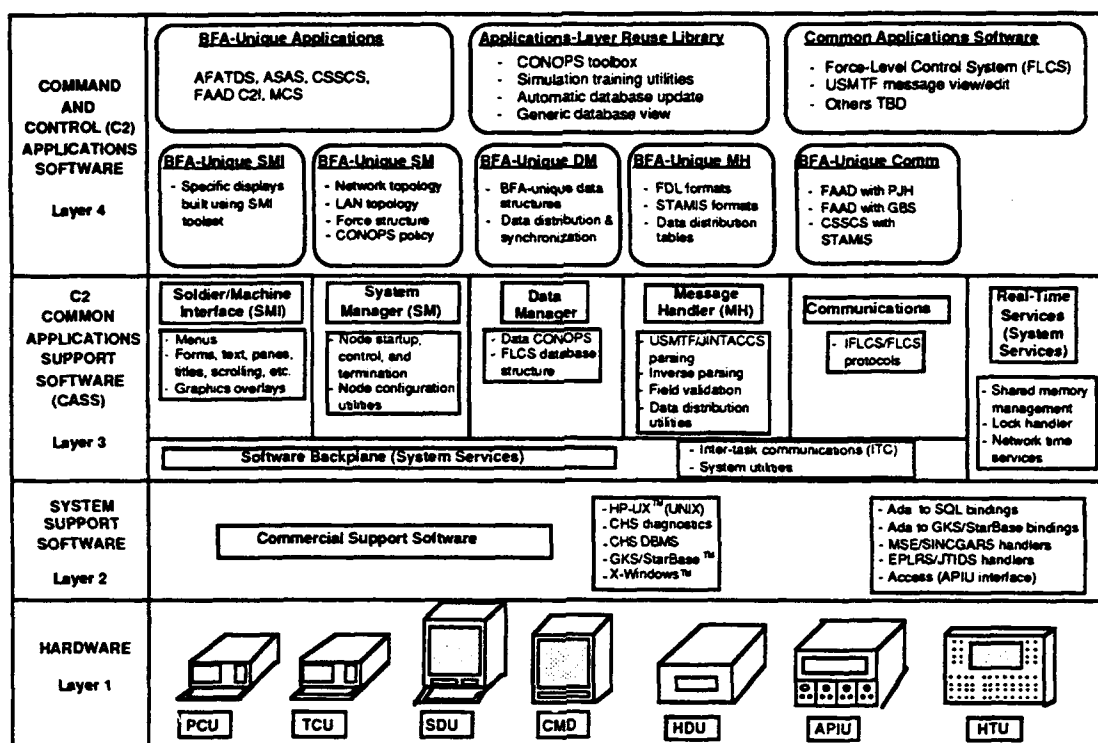 COMMAND
AND
CONTROL (C2)
APPLICATIONS
SOFTWARE
Layer 4
BFA-Unique Applications
AFATDS, ASAS, CSSCS,
FAAD C2I, MCS
Applications-Layer Reuse Library
- CONOPS toolbox
- Simulation training utilities
- Automatic database update
- Generic database view
Common Applications Software
- Force-Level Control System (FLCS)
- USMTF message view/edit
- Others TBD
BFA-Unique SMI
- Specific displays
built using SMI
toolset
BFA-Unique SM
- Network topology
- LAN topology
- Force structure
- CONOPS policy
BFA-Unique DM
- BFA-unique data
structures
- Data distribution &
synchronization
BFA-Unique MH
- FDL formats
- STAMIS formats
- Data distribution
tables
BFA-Unique Comm
- FAAD with PJH
- FAAD with GBS
- CSSCS with
STAMIS
C2
COMMON
APPLICATIONS
SUPPORT
SOFTWARE
(CASS)
Layer 3
Soldier/Machine
Interface (SMI)
- Menus
- Forms, text, panes,
titles, scrolling, etc.
- Graphics overlays
System
Manager (SM)
- Node startup,
control, and
termination
- Node configuration
utilities
Data
Manager
- Data CONOPS
- FLCS database
structure
Message
Handler (MH)
- USMTF/JINTACCS
parsing
- Inverse parsing
- Field validation
- Data distribution
utilities
Communications
- IFLCS/FLCS
protocols
Real-Time
Services
(System
Services)
- Shared memory
management
- Lock handler
- Network time
services
Software Backplane (System Services)
- Inter-task communications (ITC)
- System utilities
SYSTEM
SUPPORT
SOFTWARE
Layer 2
Commercial Support Software
- HP-UX™ (UNIX)
- CHS diagnostics
- CHS DBMS
- GKS/StarBase™
- X-Windows™
- Ada to SQL bindings
- Ada to GKS/StarBase bindings
- MSE/SINCGARS handlers
- EPLRS/JTIDS handlers
- Access (APIU interface)
HARDWARE
Layer 1
PCU
TCU
SDU
CMD
HDU
APIU
HTU